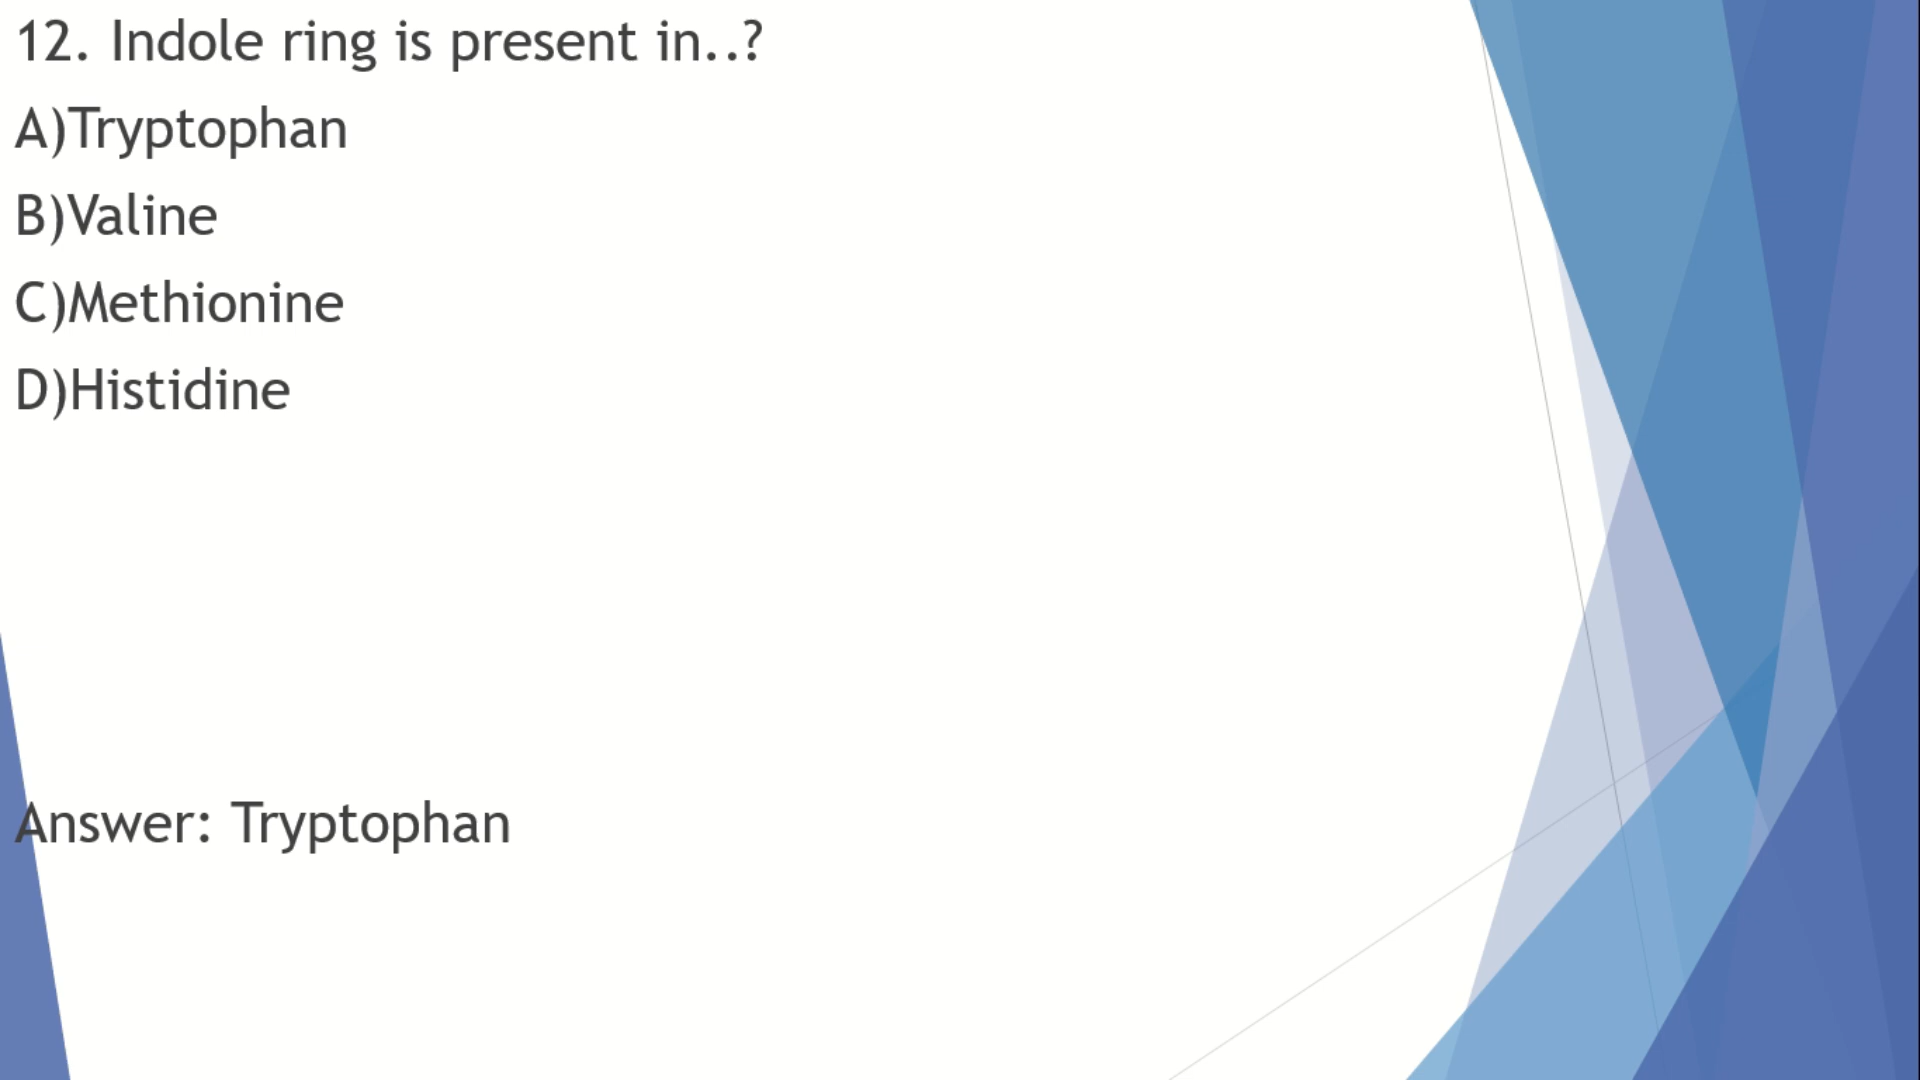 12. Indole ring is present in..?
A)Tryptophan
B)Valine
C)Methionine
D)Histidine
Answer: Tryptophan